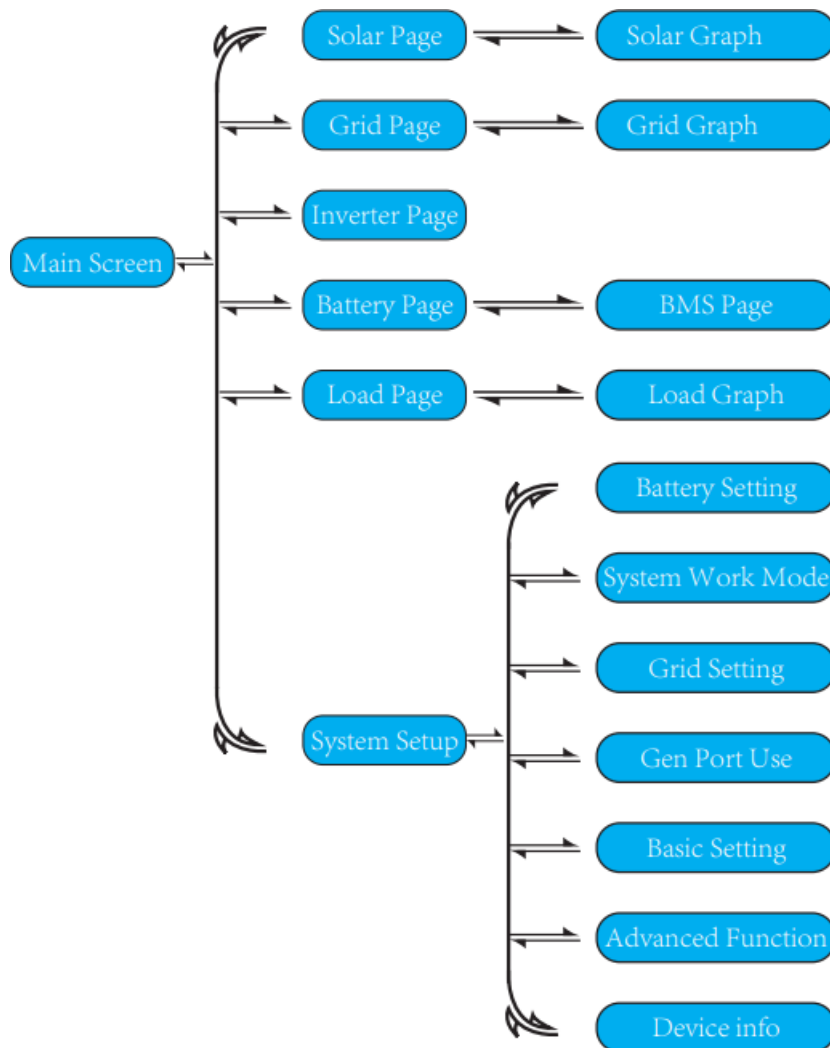 Solar Page
Solar Graph
Grid Page
Grid Graph
Inverter Page
Main Screen
Battery Page
BMS Page
Load Page
Load Graph
Battery Setting
System Work Mode
Grid Setting
System Setup
Gen Port Use
Basic Setting
Advanced Function
Device info